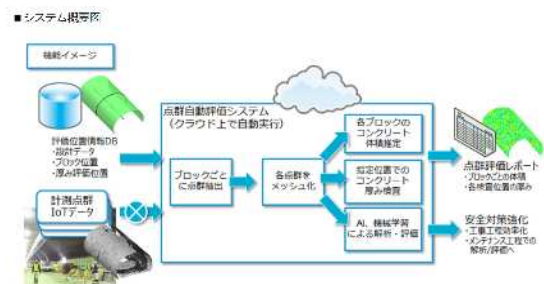 ■システム概要図
機能イメージ
評価位置情報DB
・設計データ
・ブロック位置
・厚み評価位置
計測点群
IoTデータ
点群自動評価システム
(クラウド上で自動実行)
ブロックごと
に点群抽出
各点群を
メッシュ化
各ブロックの
コンクリート
体積推定
指定位置での
コンクリート
厚み検査
AI、機械学習
による解析・評価
点群評価レポート
・ブロックごとの体積
・各検査位置の厚み
安全対策強化
・工事工程効率化
・メンテナンス工程での
解析/評価へ